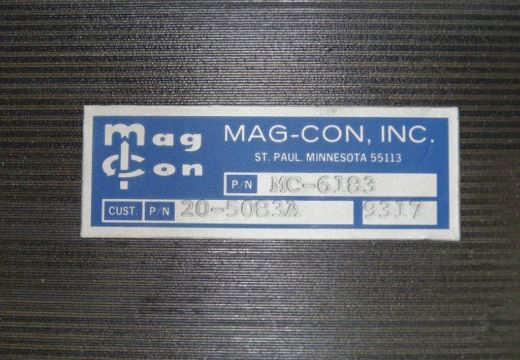 mag con
MAG-CON, INC.
ST. PAUL, MINNESOTA 55113
P/N MC-6183
CUST. P/N 20-5083A 9317